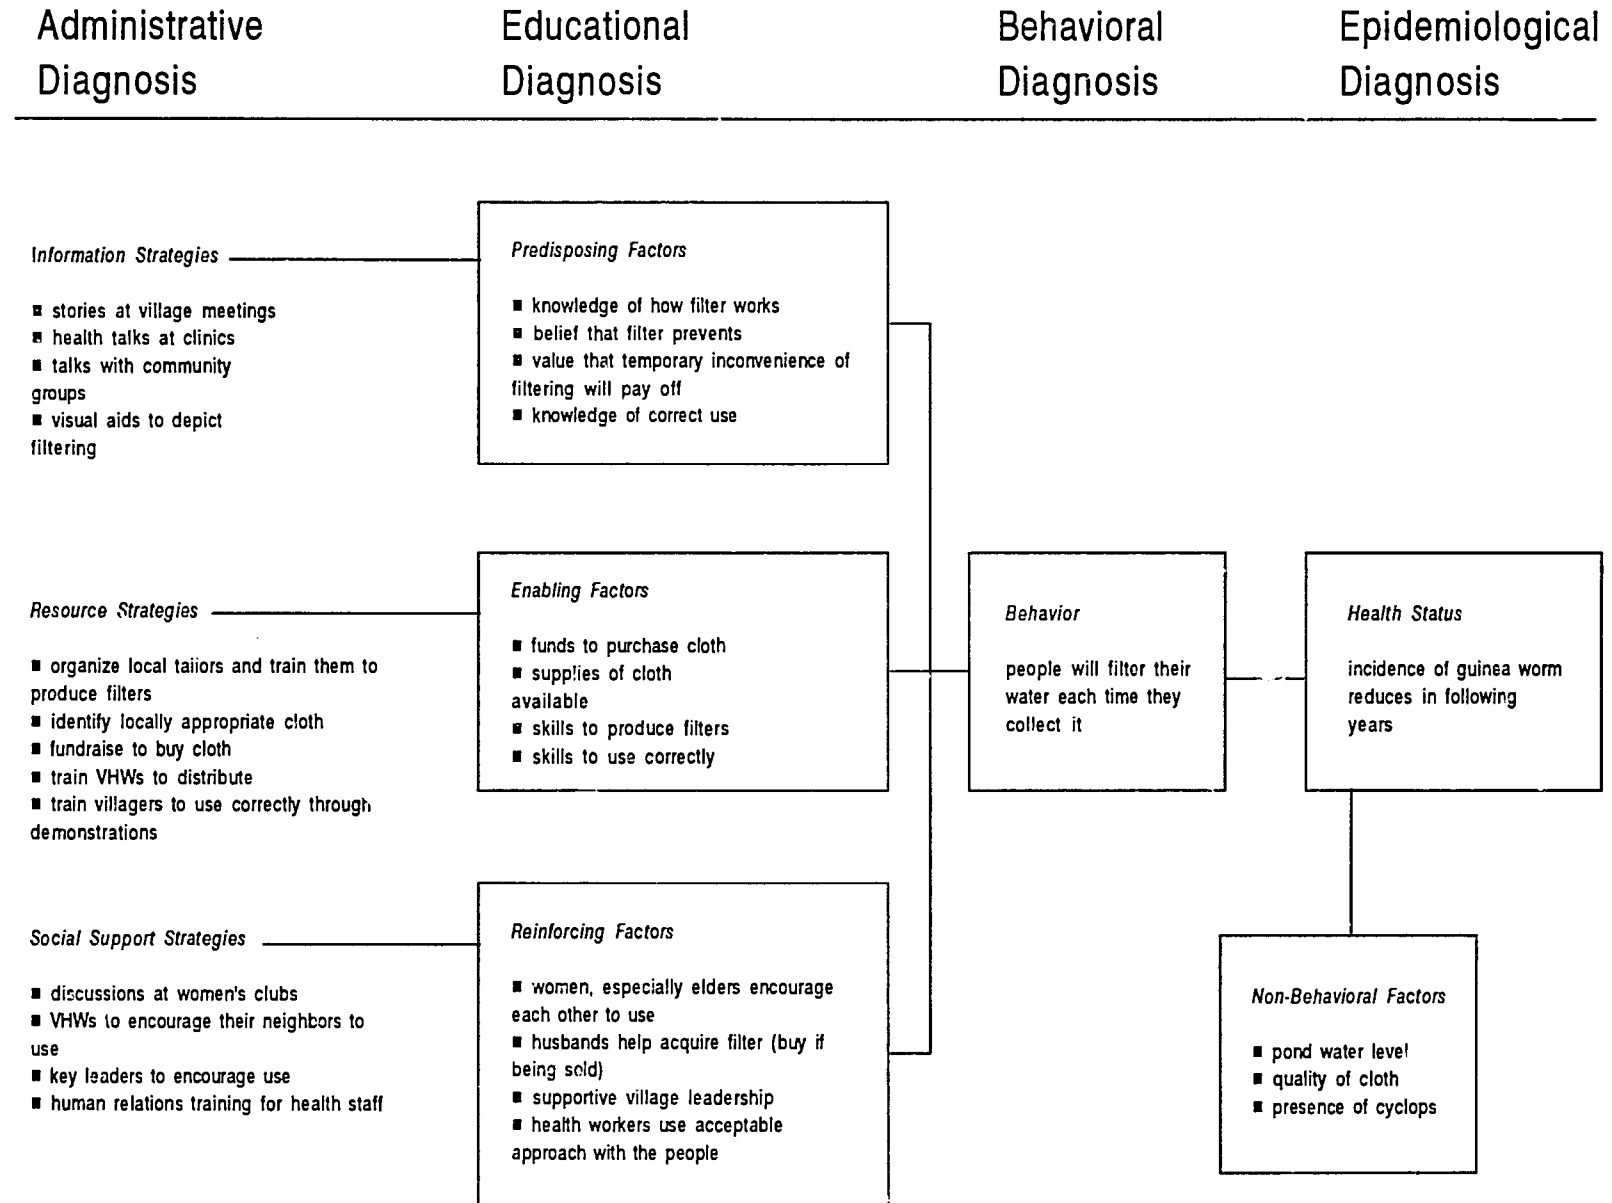 Administrative
Diagnosis
Educational
Diagnosis
Behavioral
Diagnosis
Epidemiological
Diagnosis
Information Strategies
■ stories at village meetings
■ health talks at clinics
■ talks with community
groups
■ visual aids to depict
filtering
Predisposing Factors
■ knowledge of how filter works
■ belief that filter prevents
■ value that temporary inconvenience of
filtering will pay off
■ knowledge of correct use
Resource Strategies
■ organize local tailors and train them to
produce filters
■ identify locally appropriate cloth
■ fundraise to buy cloth
■ train VHWs to distribute
■ train villagers to use correctly through
demonstrations
Enabling Factors
■ funds to purchase cloth
■ supplies of cloth
available
■ skills to produce filters
■ skills to use correctly
Behavior
people will filter their
water each time they
collect it
Health Status
incidence of guinea worm
reduces in following
years
Social Support Strategies
■ discussions at women's clubs
■ VHWs to encourage their neighbors to
use
■ key leaders to encourage use
■ human relations training for health staff
Reinforcing Factors
■ women, especially elders encourage
each other to use
■ husbands help acquire filter (buy if
being sold)
■ supportive village leadership
■ health workers use acceptable
approach with the people
Non-Behavioral Factors
■ pond water level
■ quality of cloth
■ presence of cyclops